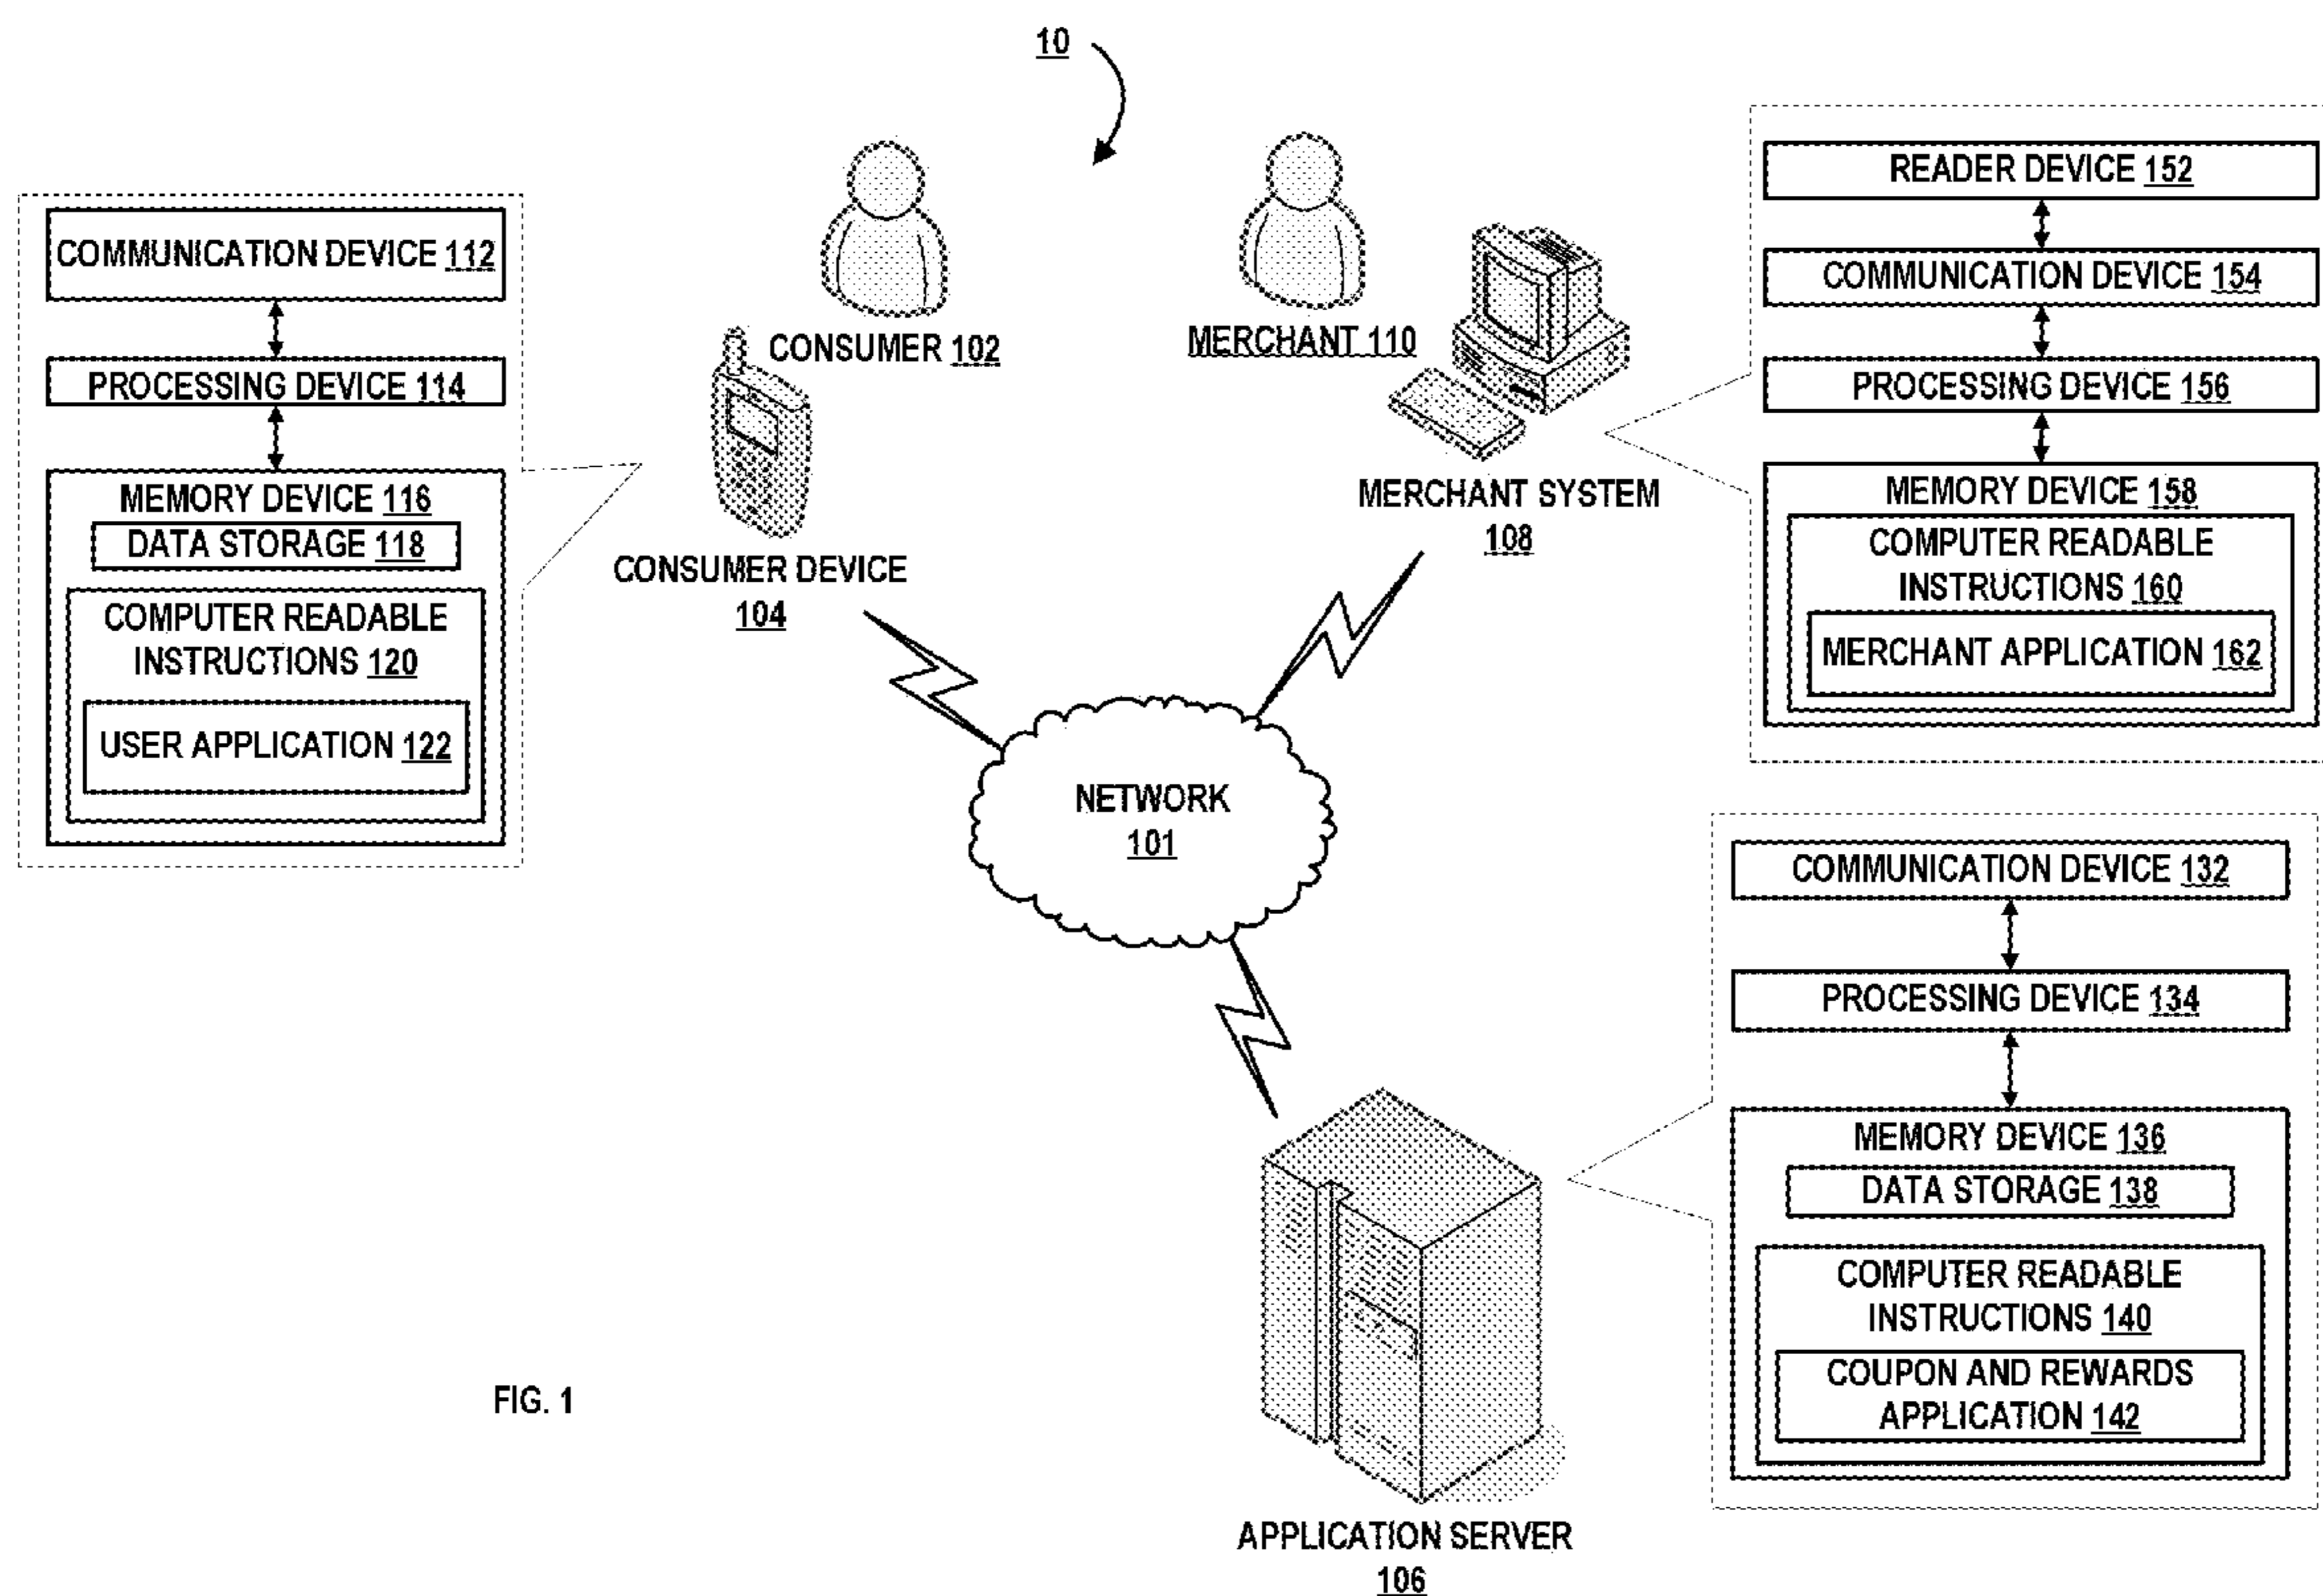 10
COMMUNICATION DEVICE 112
PROCESSING DEVICE 114
MEMORY DEVICE 116
DATA STORAGE 118
COMPUTER READABLE
INSTRUCTIONS 120
USER APPLICATION 122
CONSUMER 102
CONSUMER DEVICE
104
MERCHANT 110
MERCHANT SYSTEM
108
READER DEVICE 152
COMMUNICATION DEVICE 154
PROCESSING DEVICE 156
MEMORY DEVICE 158
COMPUTER READABLE
INSTRUCTIONS 160
MERCHANT APPLICATION 162
NETWORK
101
COMMUNICATION DEVICE 132
PROCESSING DEVICE 134
MEMORY DEVICE 136
DATA STORAGE 138
COMPUTER READABLE
INSTRUCTIONS 140
COUPON AND REWARDS
APPLICATION 142
FIG. 1
APPLICATION SERVER
106